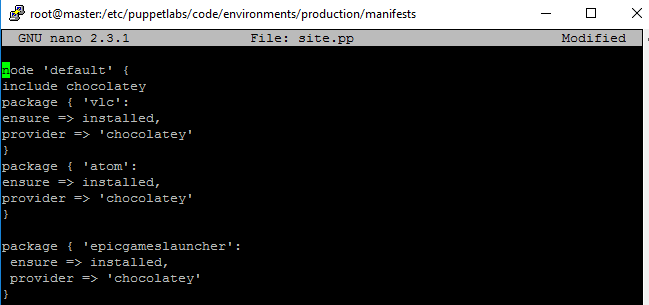 root@master:/etc/puppetlabs/code/environments/production/manifests
GNU nano 2.3.1 File: site.pp Modified
node 'default' {
include chocolatey
package { 'vlc':
ensure => installed,
provider => 'chocolatey'
}
package { 'atom':
ensure => installed,
provider => 'chocolatey'
}
package { 'epicgameslauncher':
ensure => installed,
provider => 'chocolatey'
}